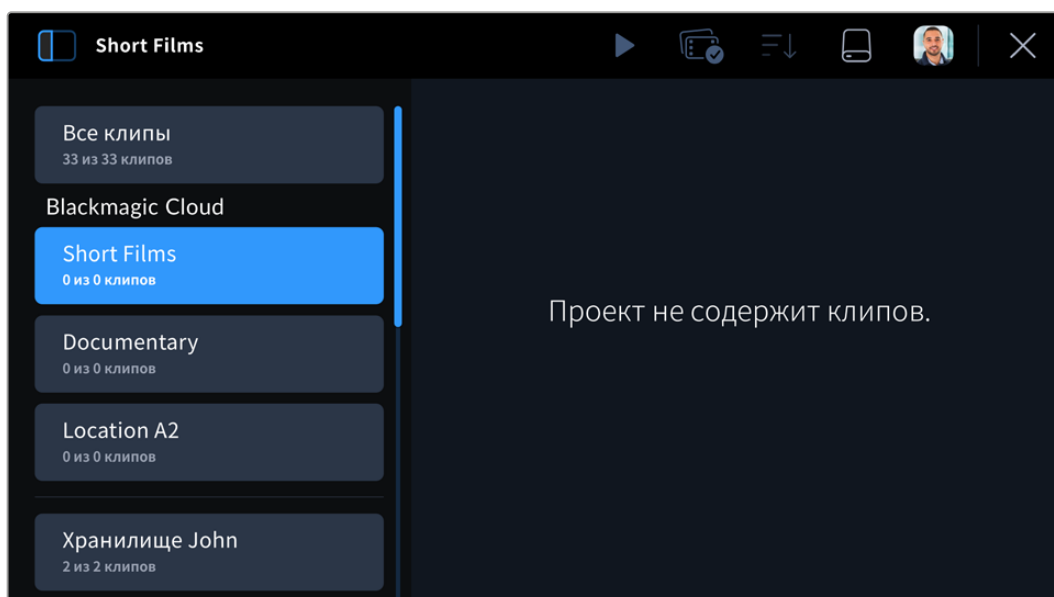 Short Films
Все клипы
33 из 33 клипов
Blackmagic Cloud
Short Films
0 из 0 клипов
Documentary
0 из 0 клипов
Location A2
0 из 0 клипов
Хранилище John
2 из 2 клипов
Проект не содержит клипов.